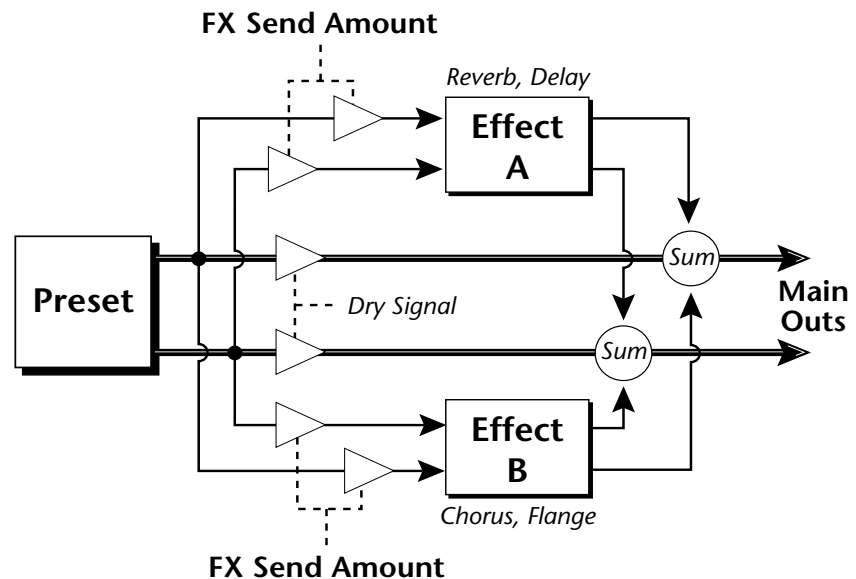 FX Send Amount
Reverb, Delay
Effect
A
Preset
Sum
Dry Signal
Main
Outs
Sum
Effect
B
Chorus, Flange
FX Send Amount